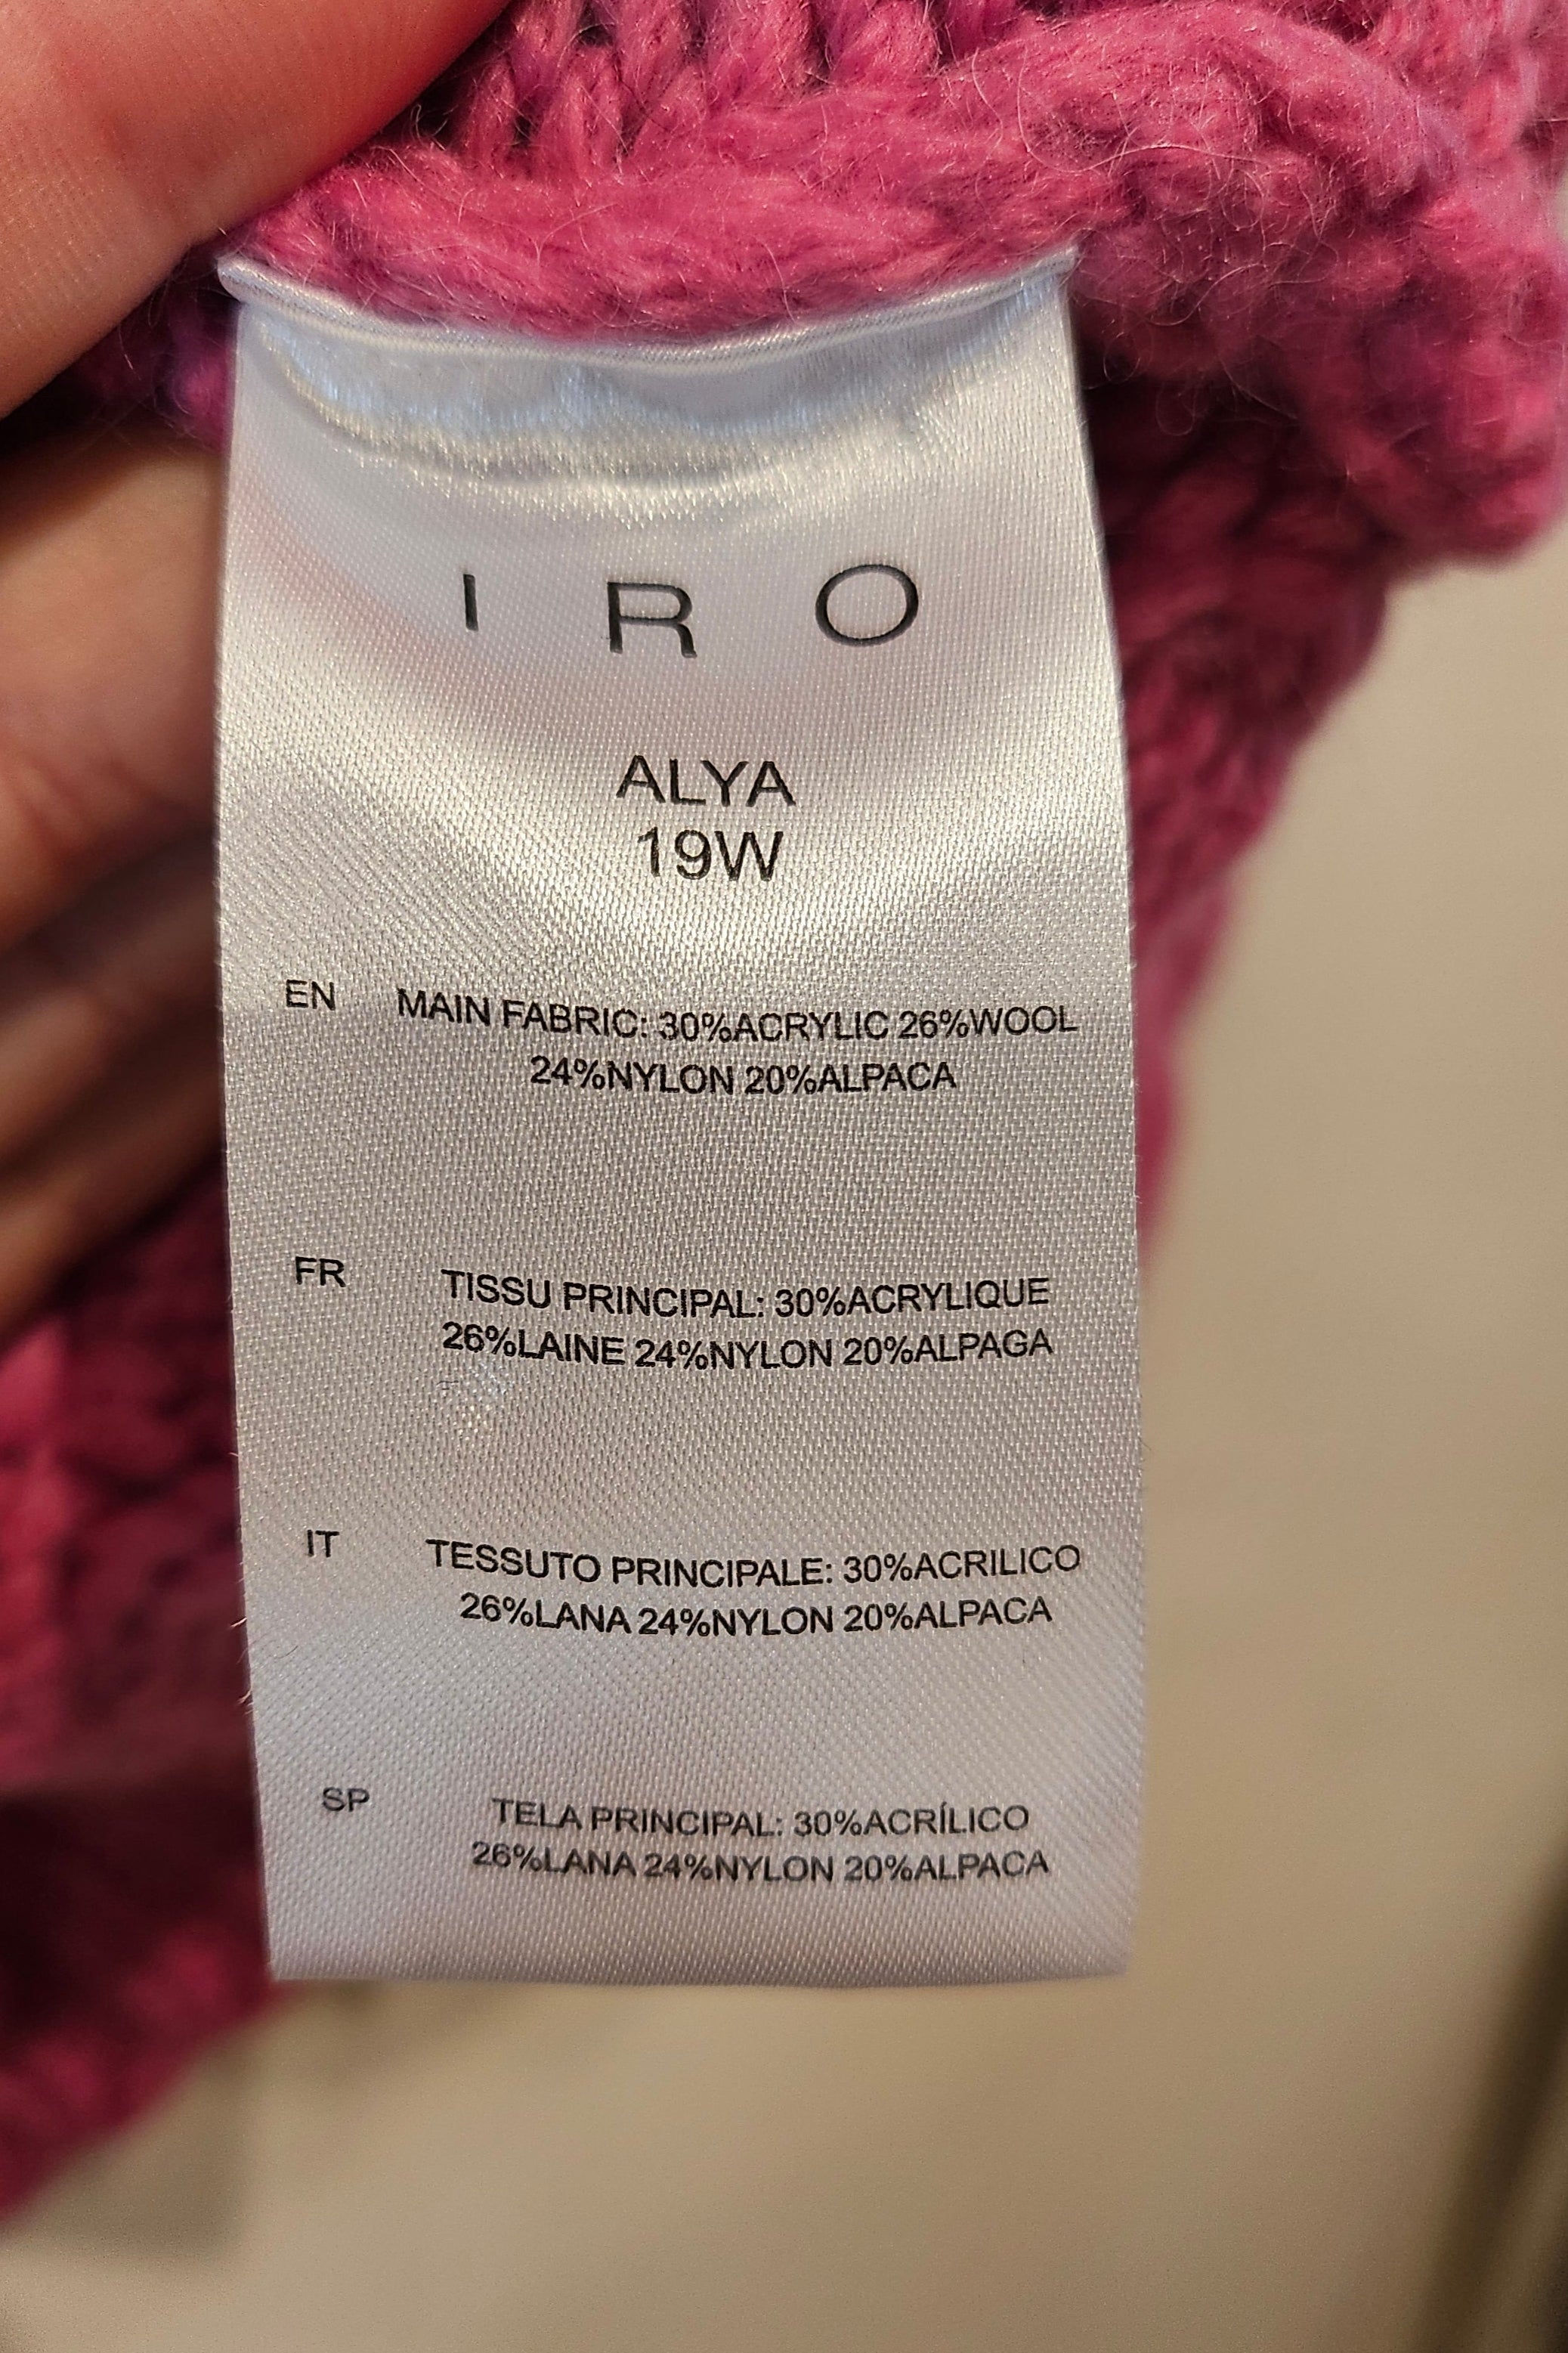 I R O
ALYA
19W
EN MAIN FABRIC: 30%ACRYLIC 26%WOOL
24%NYLON 20%ALPACA
FR TISSU PRINCIPAL: 30%ACRYLIQUE
26%LAINE 24%NYLON 20%ALPAGA
IT TESSUTO PRINCIPALE: 30%ACRILICO
26%LANA 24%NYLON 20%ALPACA
SP TELA PRINCIPAL: 30%ACRÍLICO
26%LANA 24%NYLON 20%ALPACA